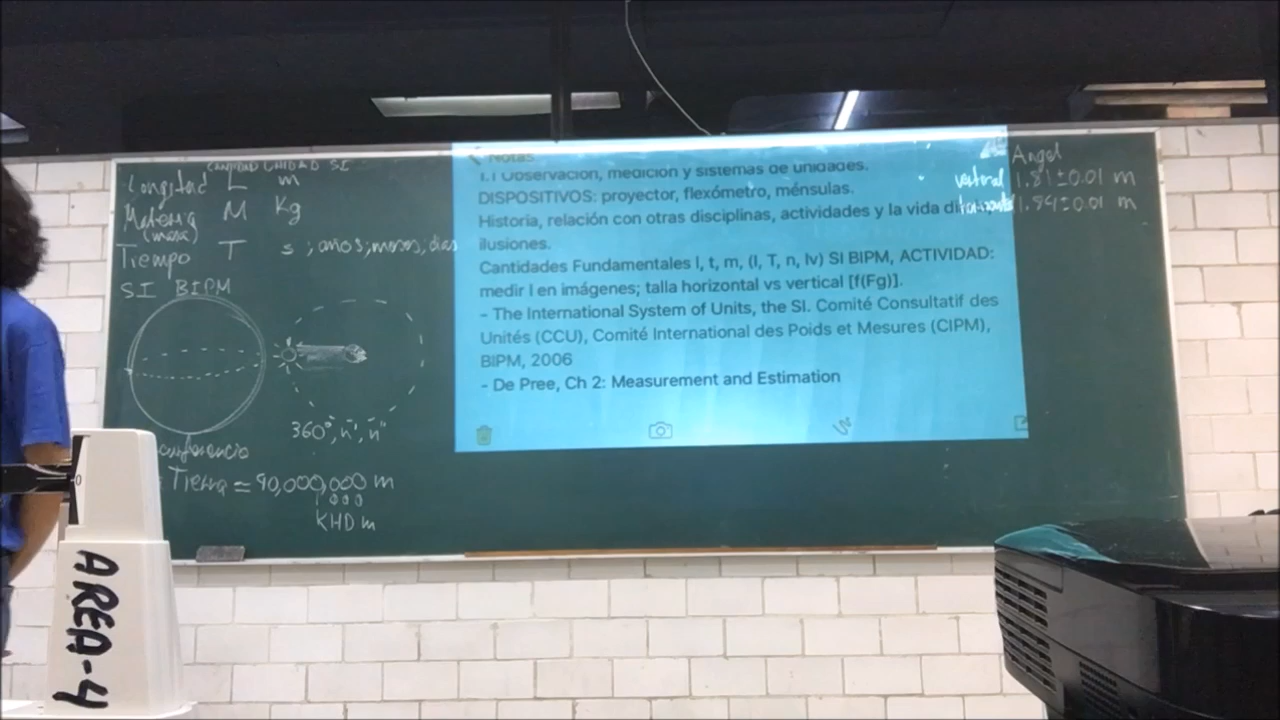 CANTIDAD UNIDAD SI
Longitud L m
Materia M Kg
(masa)
Tiempo T s ; años, meses, días
SI BIPM
360°, n', n"
Tierra ≃ 40,000,000 m
KHD m
Notas
1.1 Observación, medición y sistemas de unidades.
DISPOSITIVOS: proyector, flexómetro, ménsulas.
Historia, relación con otras disciplinas, actividades y la vida
ilusiones.
Cantidades Fundamentales l, t, m, (I, T, n, Iv) SI BIPM, ACTIVIDAD:
medir l en imágenes; talla horizontal vs vertical [f(Fg)].
- The International System of Units, the SI. Comité Consultatif des
Unités (CCU), Comité International des Poids et Mesures (CIPM),
BIPM, 2006
- De Pree, Ch 2: Measurement and Estimation
Angel
vertical 1.81±0.01 m
horizontal 1.84±0.01 m
0
AREA-4